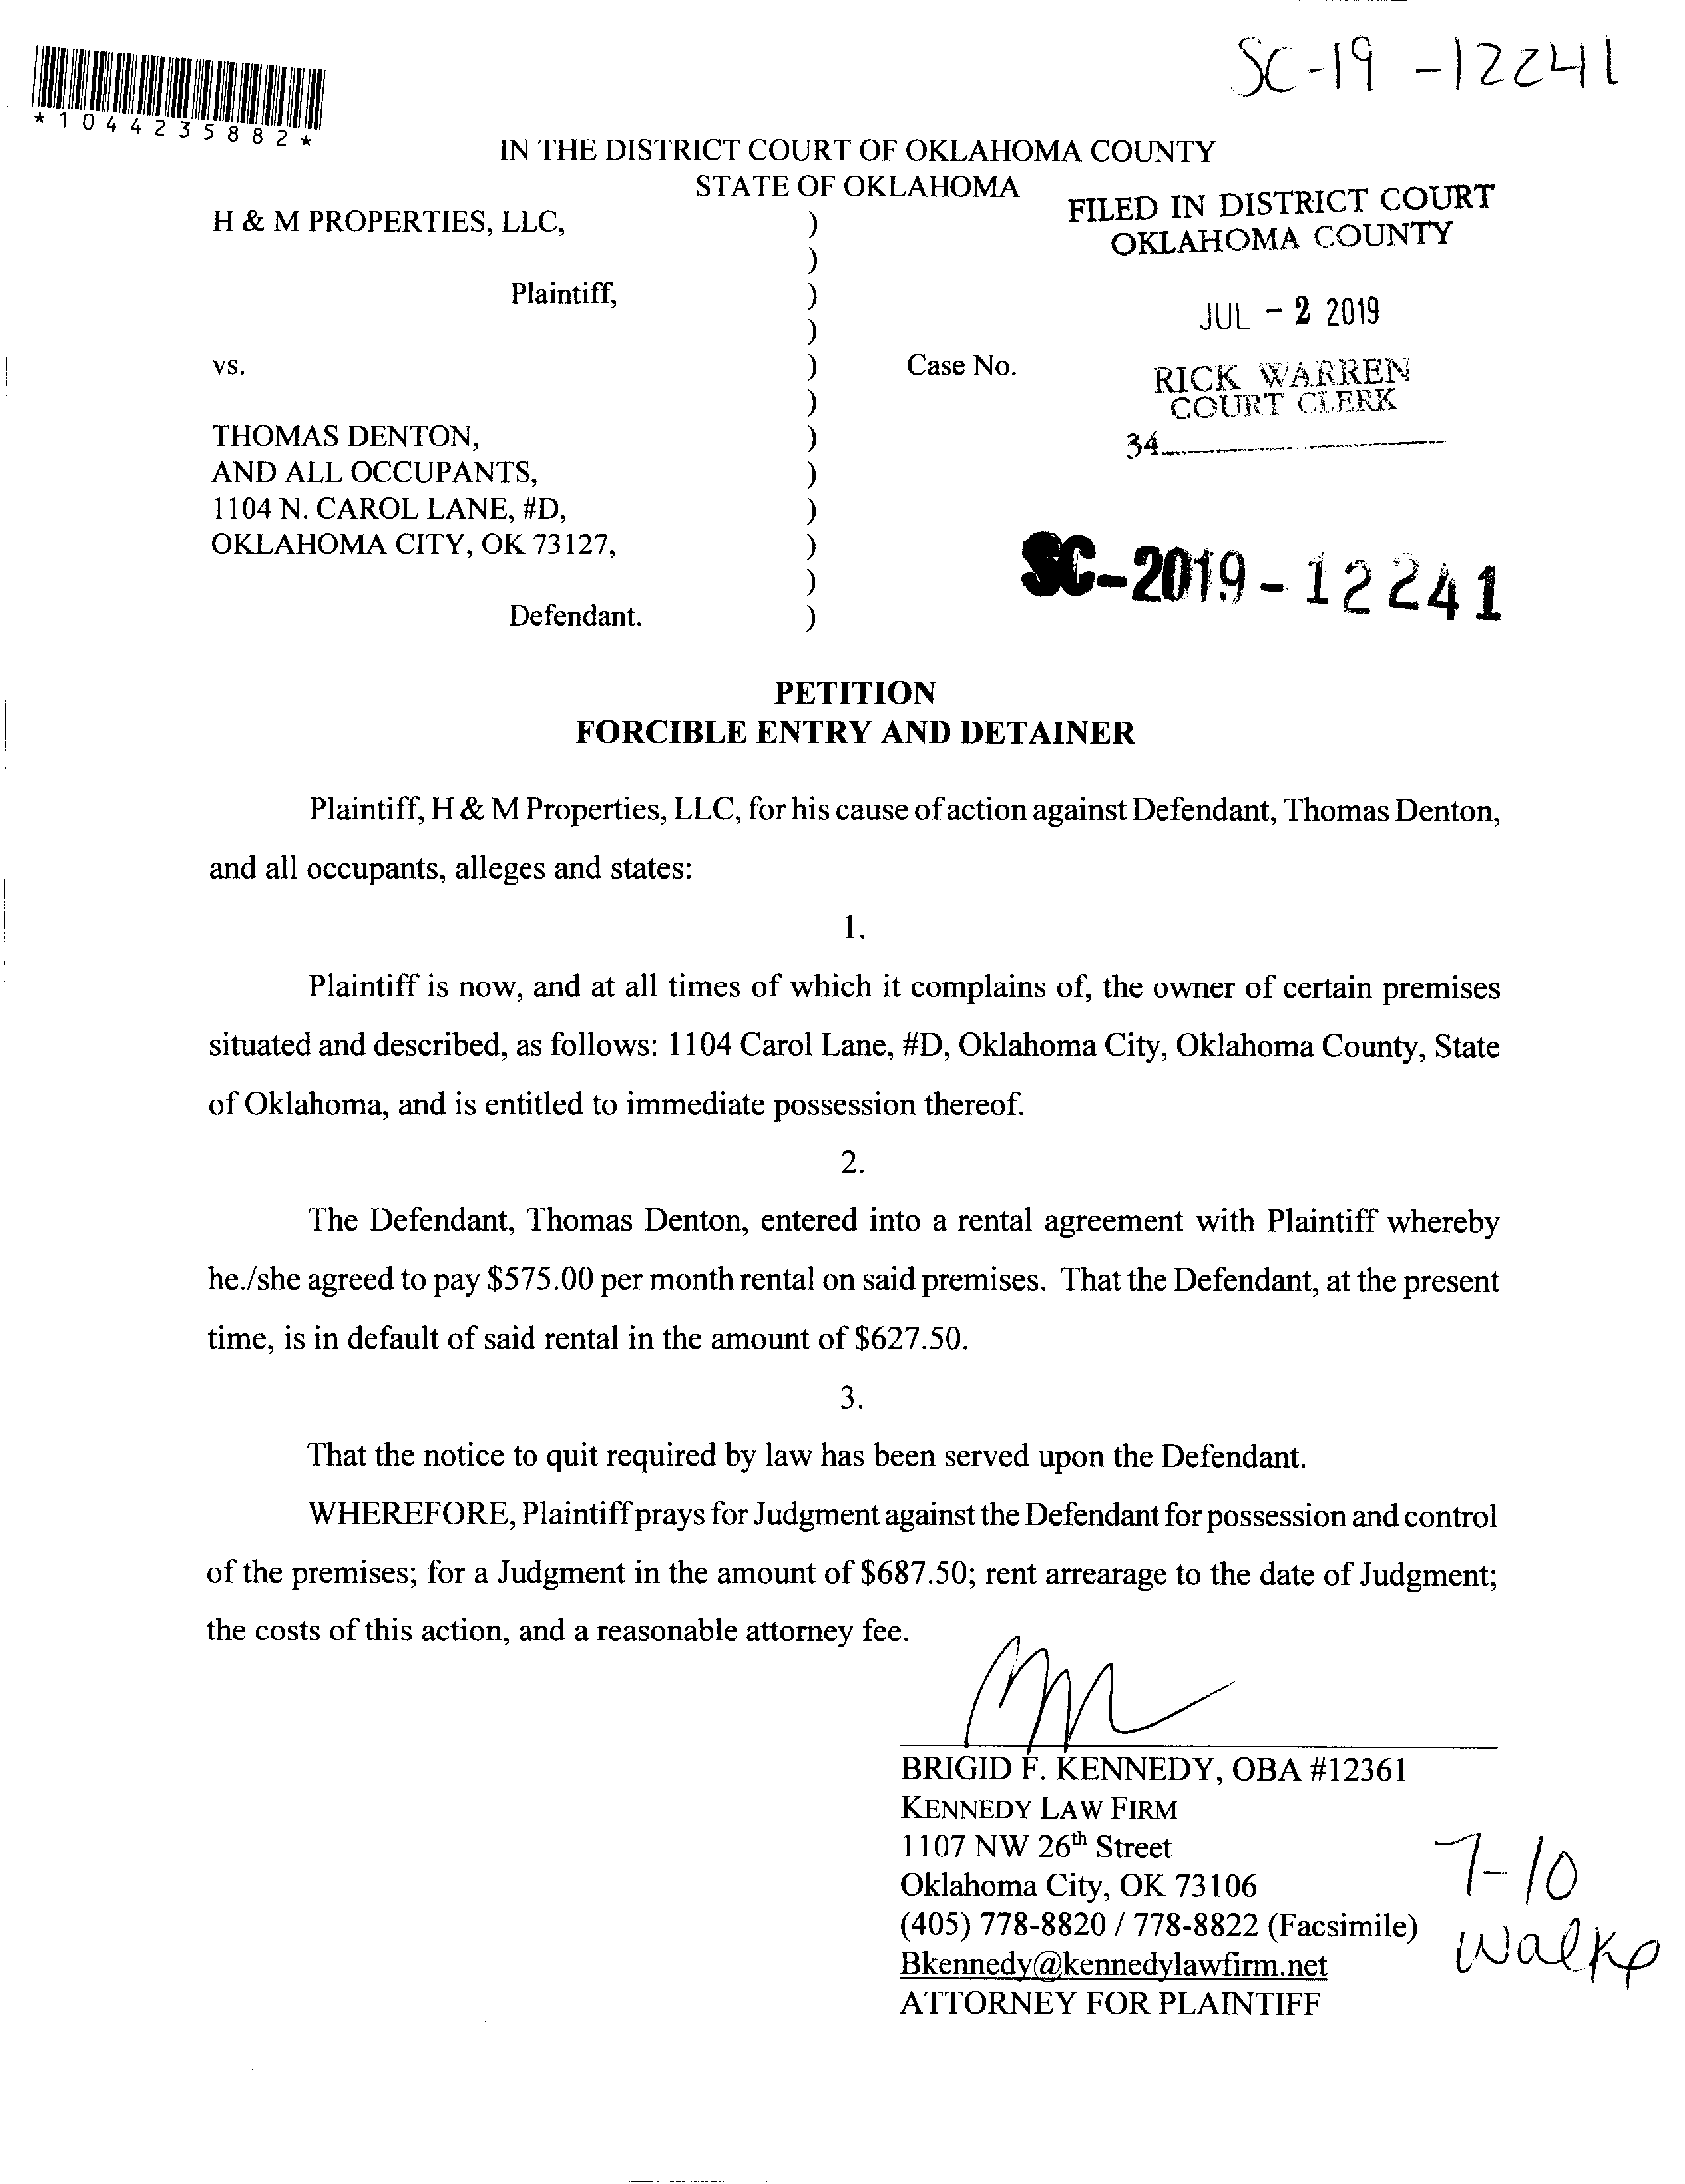 SC-19-12241
*1044235882*
IN THE DISTRICT COURT OF OKLAHOMA COUNTY
STATE OF OKLAHOMA
FILED IN DISTRICT COURT
OKLAHOMA COUNTY
JUL - 2 2019
RICK WARREN
COURT CLERK
34
H & M PROPERTIES, LLC, )
)
Plaintiff, )
)
vs. ) Case No.
)
THOMAS DENTON, )
AND ALL OCCUPANTS, )
1104 N. CAROL LANE, #D, )
OKLAHOMA CITY, OK 73127, )
)
Defendant. )
SC-2019-12241
PETITION
FORCIBLE ENTRY AND DETAINER
Plaintiff, H & M Properties, LLC, for his cause of action against Defendant, Thomas Denton,
and all occupants, alleges and states:
1.
Plaintiff is now, and at all times of which it complains of, the owner of certain premises
situated and described, as follows: 1104 Carol Lane, #D, Oklahoma City, Oklahoma County, State
of Oklahoma, and is entitled to immediate possession thereof.
2.
The Defendant, Thomas Denton, entered into a rental agreement with Plaintiff whereby
he./she agreed to pay $575.00 per month rental on said premises. That the Defendant, at the present
time, is in default of said rental in the amount of $627.50.
3.
That the notice to quit required by law has been served upon the Defendant.
WHEREFORE, Plaintiff prays for Judgment against the Defendant for possession and control
of the premises; for a Judgment in the amount of $687.50; rent arrearage to the date of Judgment;
the costs of this action, and a reasonable attorney fee.
BRIGID F. KENNEDY, OBA #12361
KENNEDY LAW FIRM
1107 NW 26th Street
Oklahoma City, OK 73106
(405) 778-8820 / 778-8822 (Facsimile)
Bkennedy@kennedylawfirm.net
ATTORNEY FOR PLAINTIFF
7-10